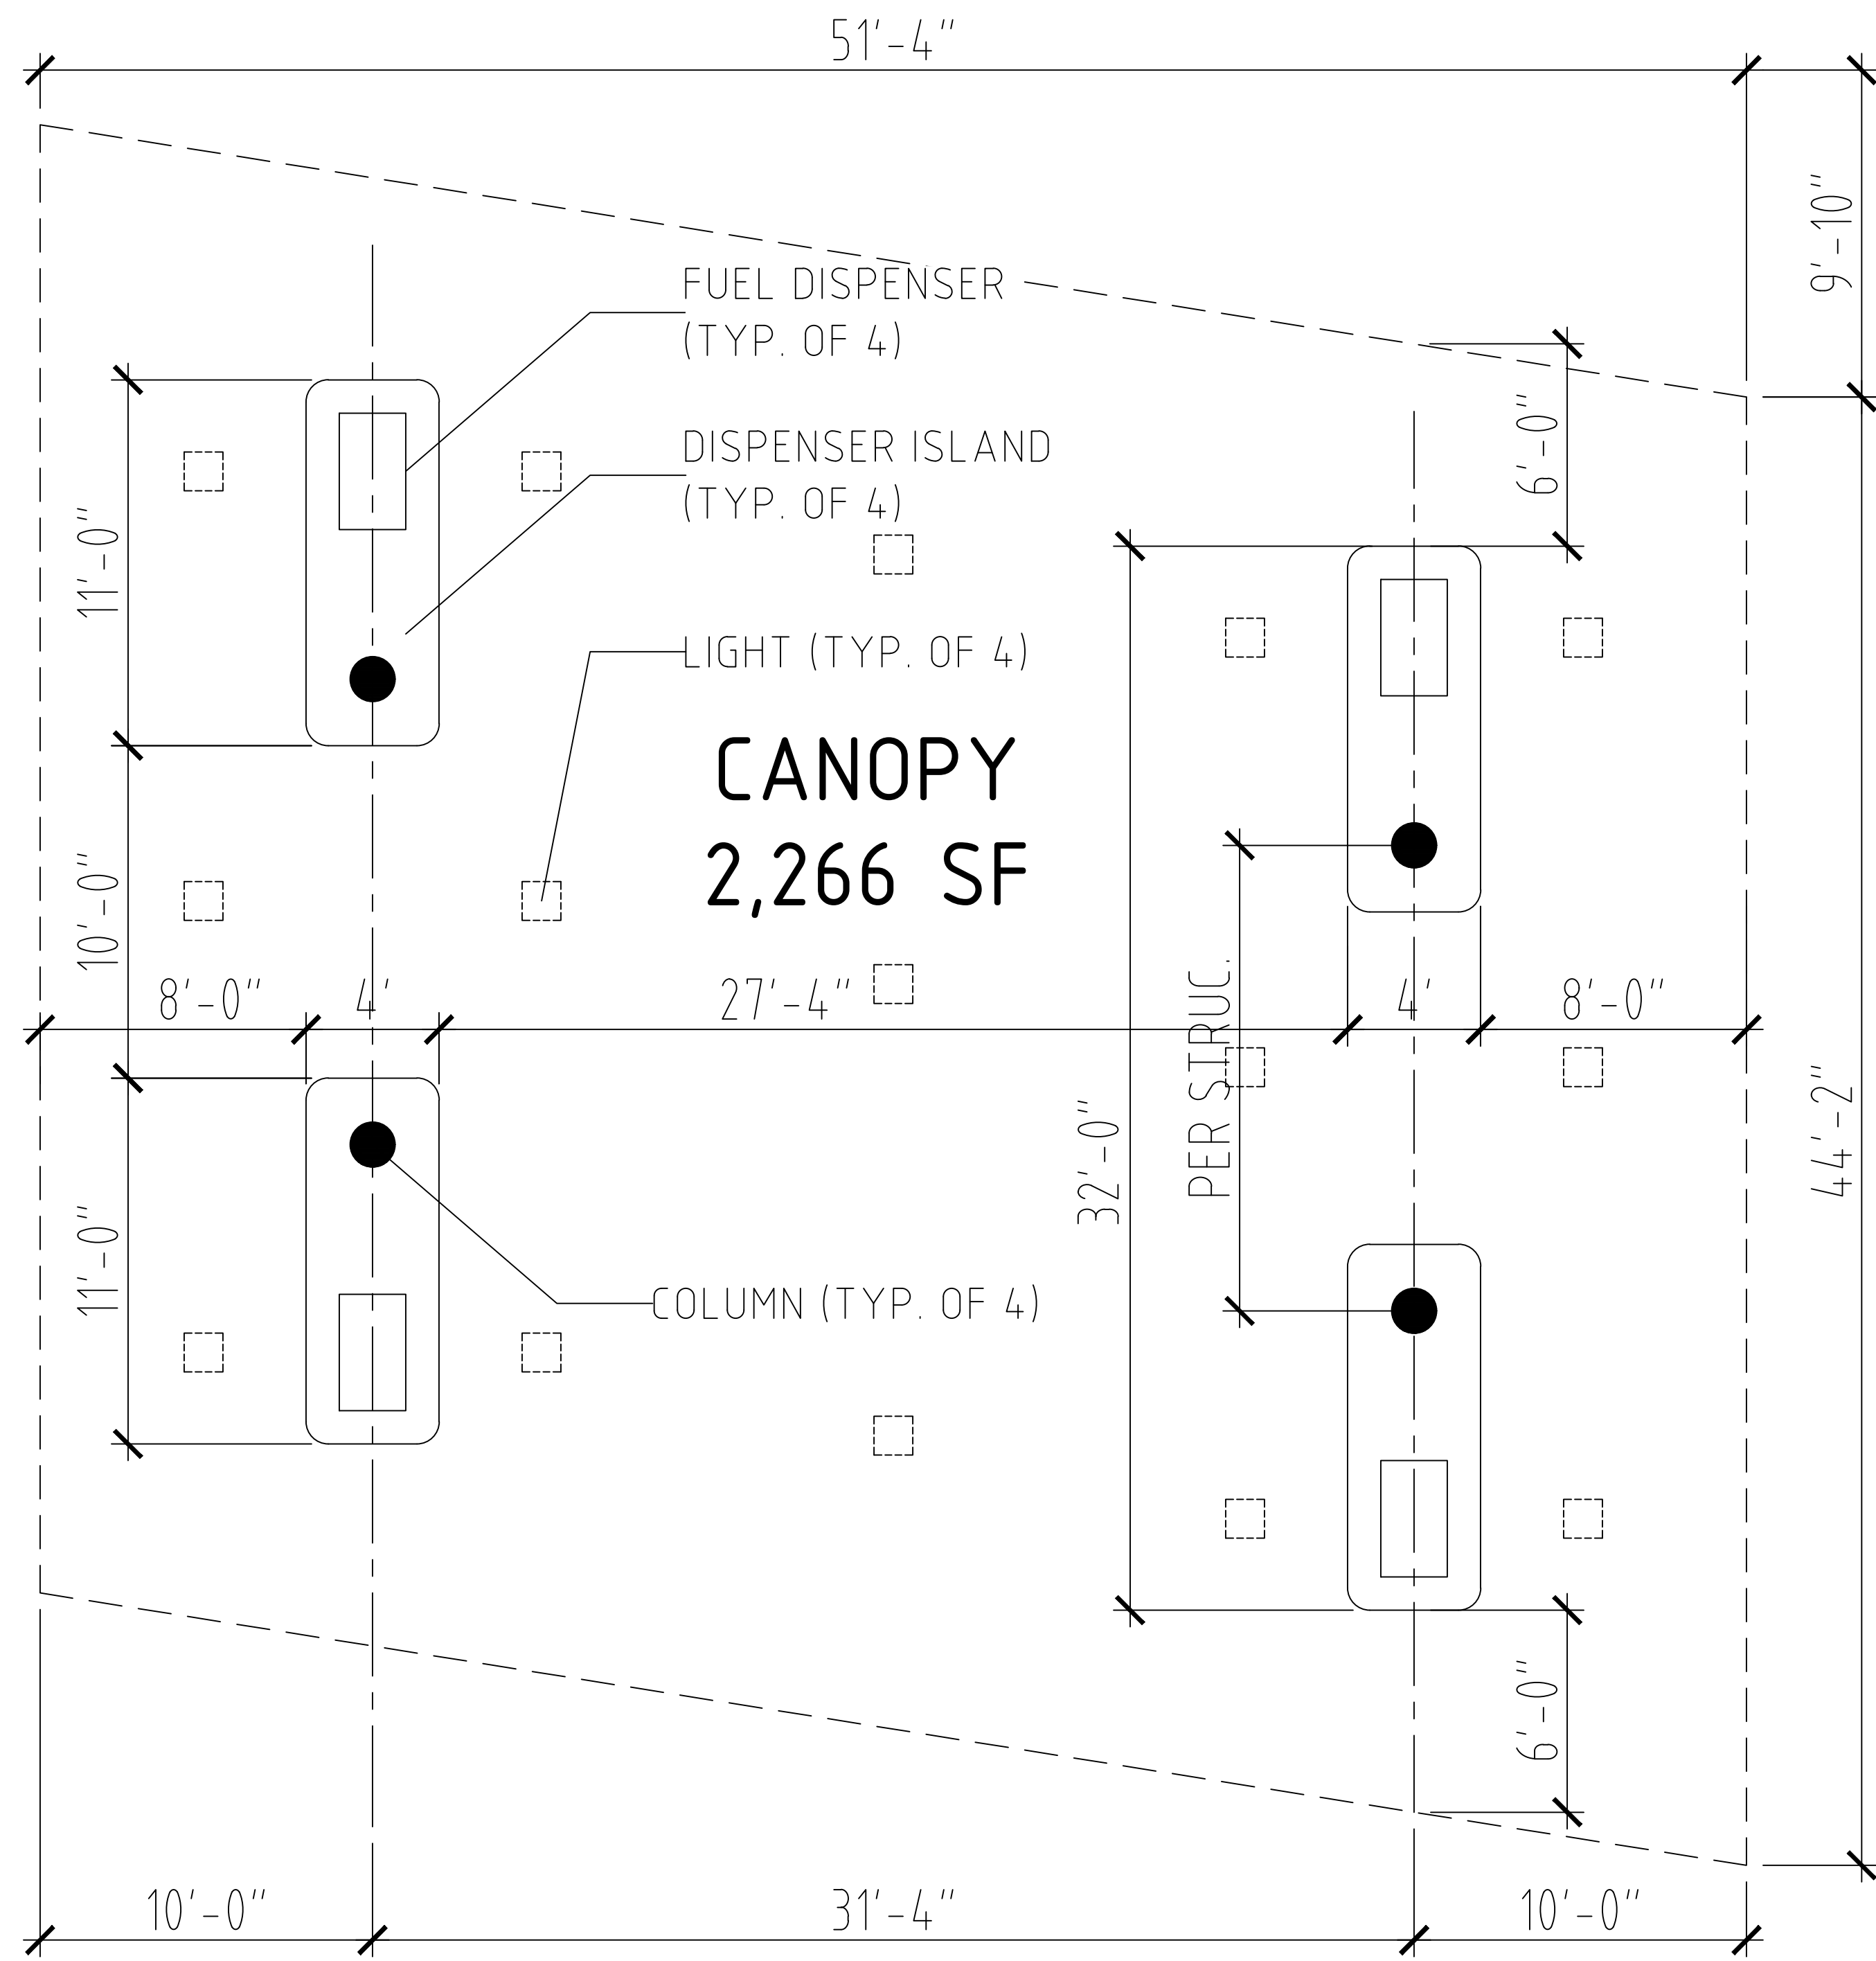 51'-4"
9'-10"
FUEL DISPENSER
(TYP. OF 4)
6'-0"
DISPENSER ISLAND
(TYP. OF 4)
11'-0"
LIGHT (TYP. OF 4)
CANOPY
2,266 SF
10'-0"
8'-0"
4'
27'-4"
4'
8'-0"
PER STRUC.
32'-0"
44'-2"
11'-0"
COLUMN (TYP. OF 4)
6'-0"
10'-0"
31'-4"
10'-0"